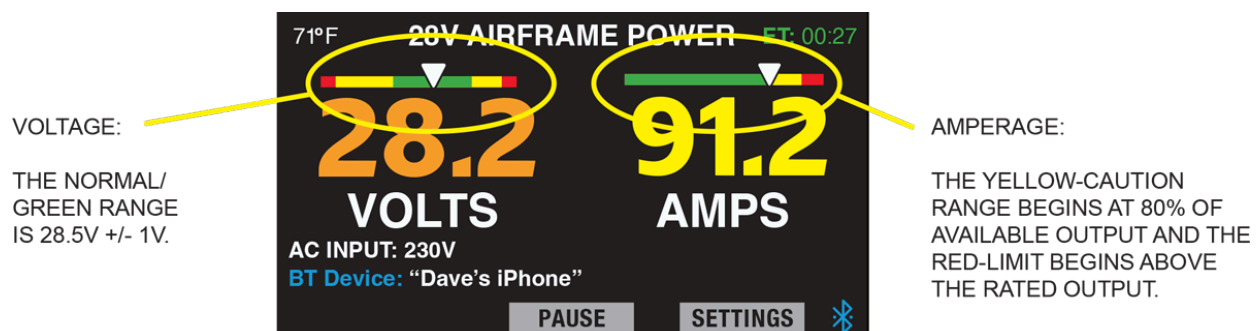 71°F 28V AIRFRAME POWER ET: 00:27
28.2 91.2
VOLTS AMPS
AC INPUT: 230V
BT Device: “Dave’s iPhone”
PAUSE SETTINGS
VOLTAGE:
THE NORMAL/
GREEN RANGE
IS 28.5V +/- 1V.
AMPERAGE:
THE YELLOW-CAUTION
RANGE BEGINS AT 80% OF
AVAILABLE OUTPUT AND THE
RED-LIMIT BEGINS ABOVE
THE RATED OUTPUT.